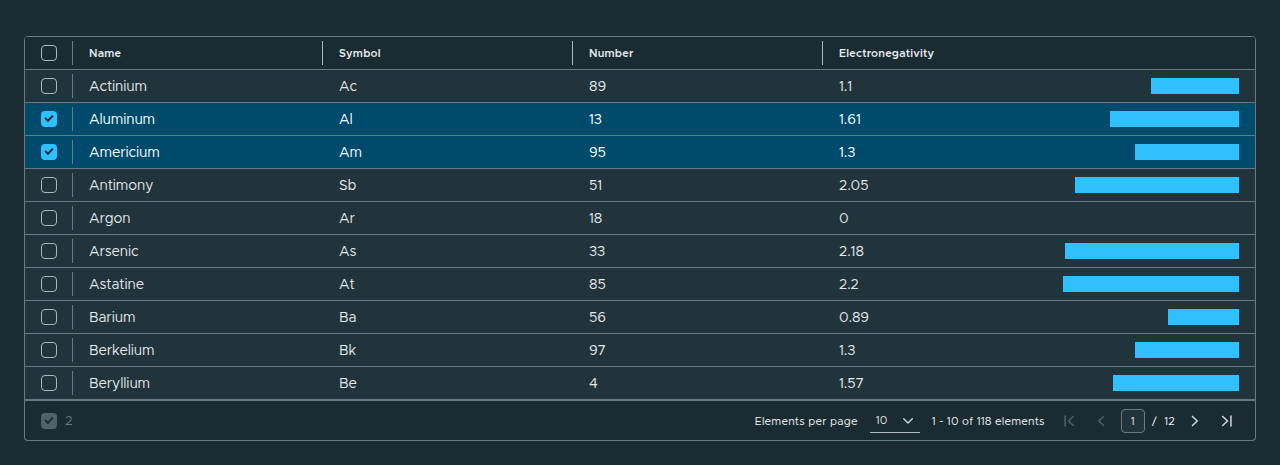 Name Symbol Number Electronegativity
Actinium Ac 89 1.1
Aluminum Al 13 1.61
Americium Am 95 1.3
Antimony Sb 51 2.05
Argon Ar 18 0
Arsenic As 33 2.18
Astatine At 85 2.2
Barium Ba 56 0.89
Berkelium Bk 97 1.3
Beryllium Be 4 1.57
2 Elements per page 10 1 - 10 of 118 elements 1 / 12